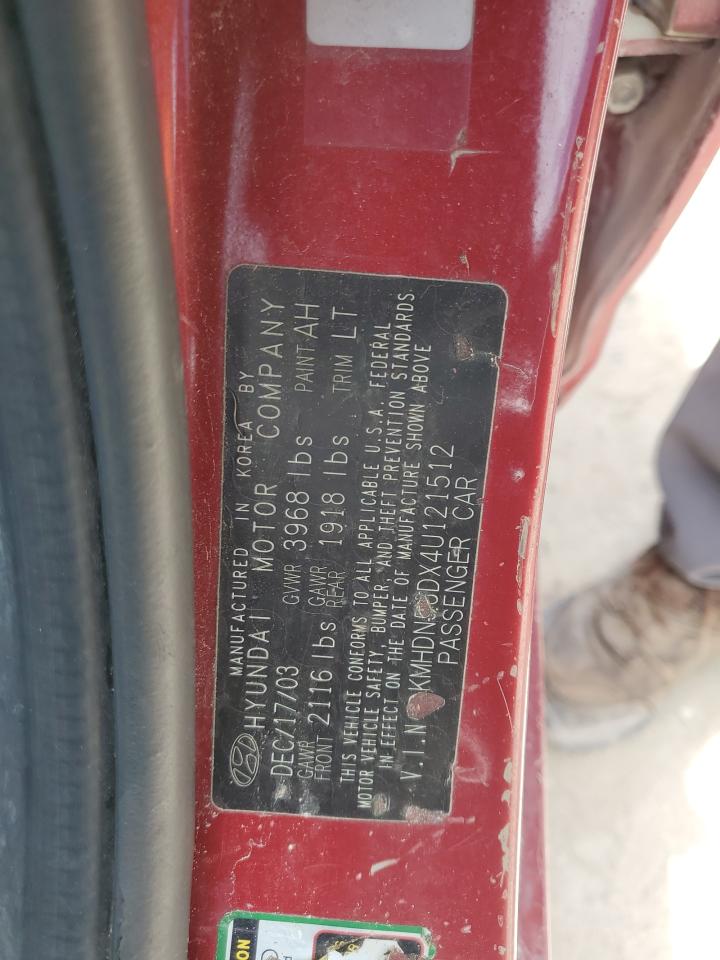 MANUFACTURED IN KOREA BY
HYUNDAI MOTOR COMPANY
DEC/17/03 GVWR 3968 lbs PAINT: AH
GAWR FRONT 2116 lbs GAWR REAR 1918 lbs TRIM LT
THIS VEHICLE CONFORMS TO ALL APPLICABLE U.S.A. FEDERAL
MOTOR VEHICLE SAFETY, BUMPER, AND THEFT PREVENTION STANDARDS
IN EFFECT ON THE DATE OF MANUFACTURE SHOWN ABOVE
V.I.N
PASSENGER CAR